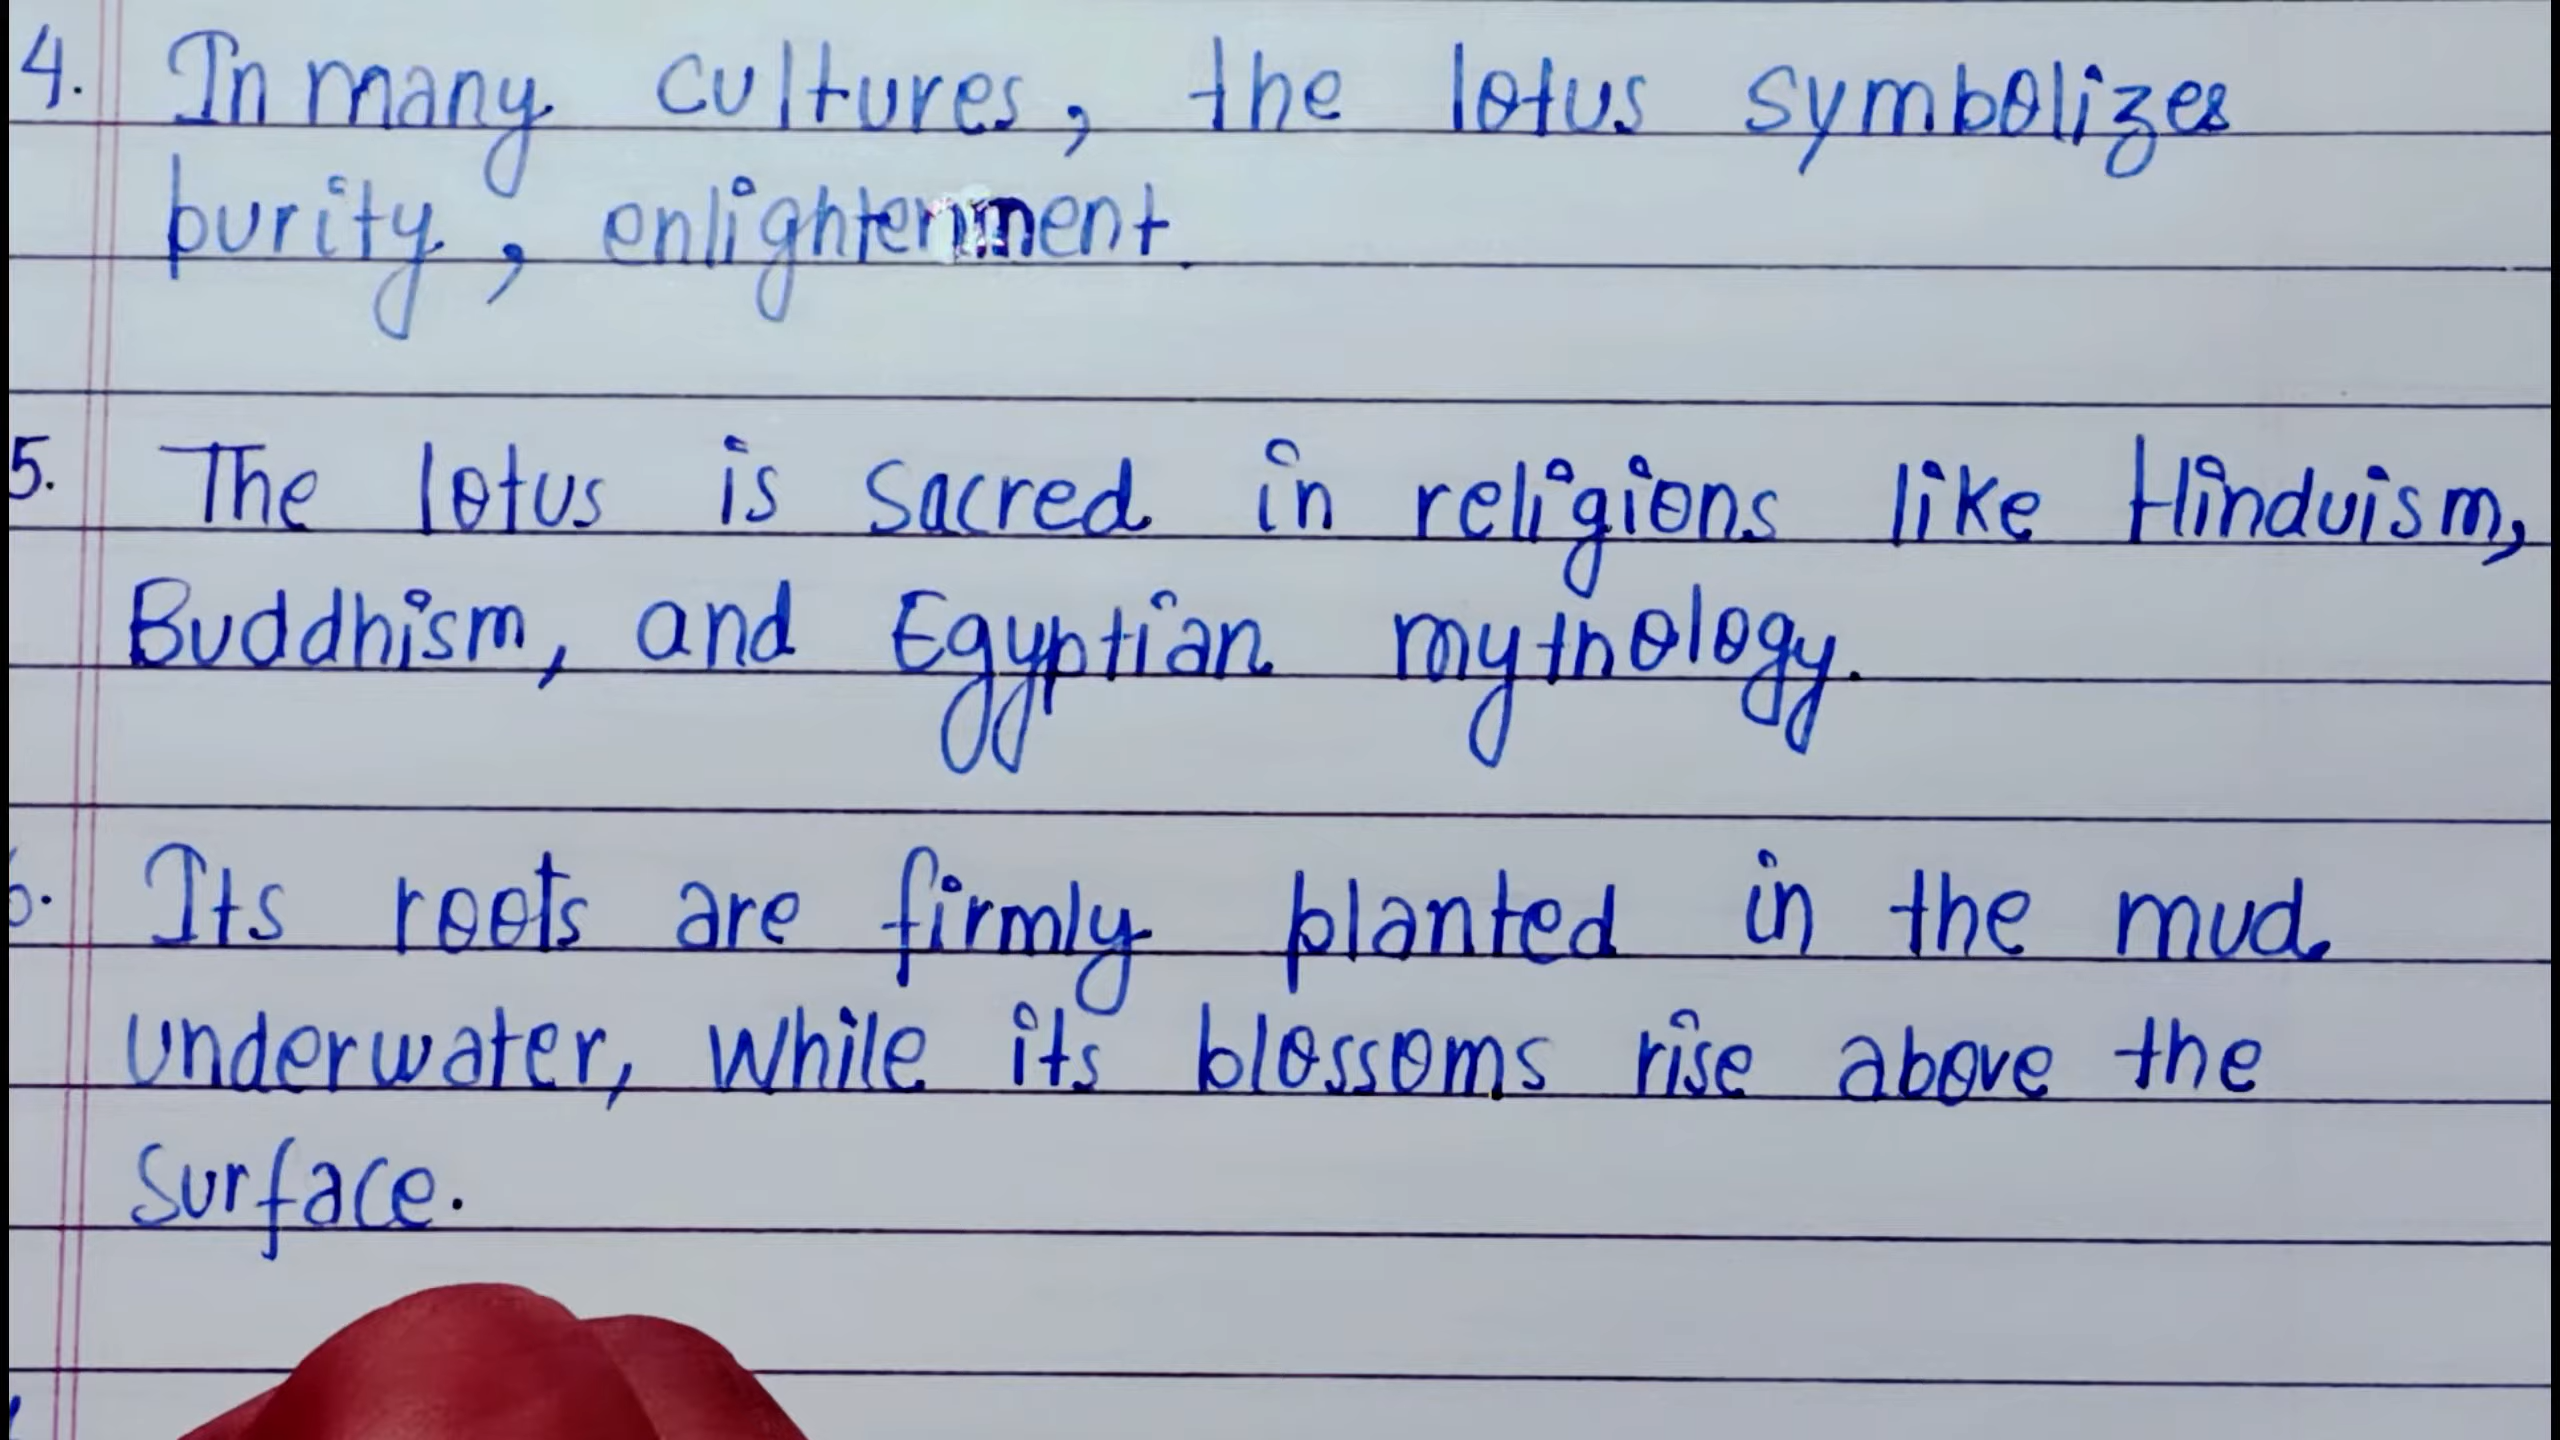 4. In many cultures, the lotus symbolizes
purity, enlightenment.
5. The lotus is sacred in religions like Hinduism,
Buddhism, and Egyptian mythology.
6. Its roots are firmly planted in the mud
underwater, while its blossoms rise above the
surface.